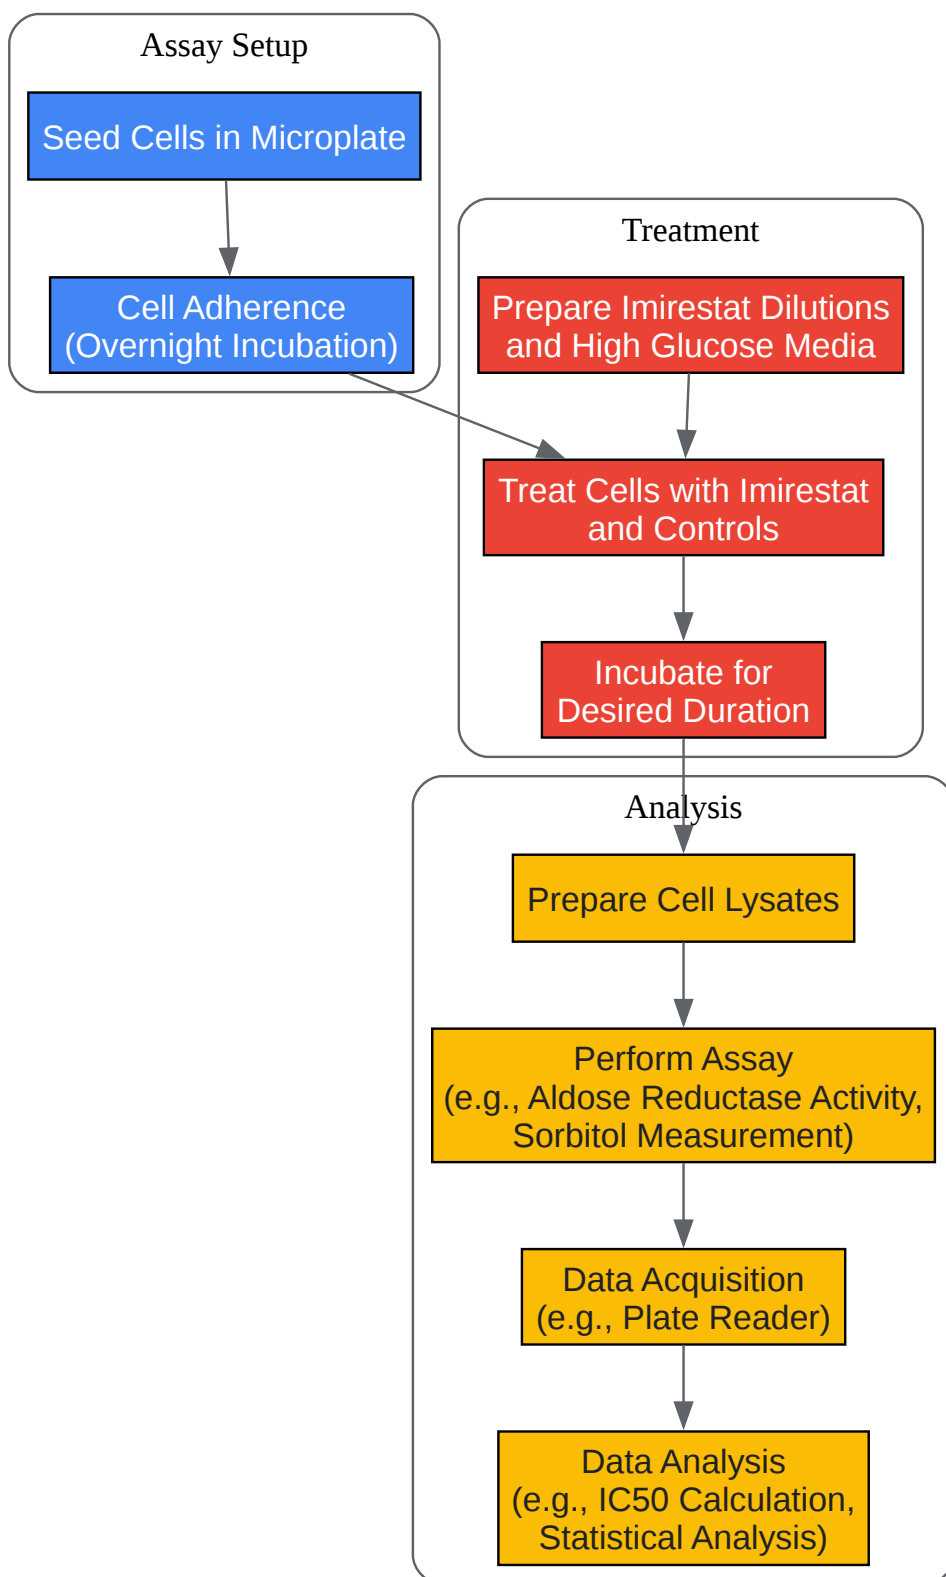 Assay Setup
Seed Cells in Microplate
Cell Adherence
(Overnight Incubation)
Treatment
Prepare Imirestat Dilutions
and High Glucose Media
Treat Cells with Imirestat
and Controls
Incubate for
Desired Duration
Analysis
Prepare Cell Lysates
Perform Assay
(e.g., Aldose Reductase Activity,
Sorbitol Measurement)
Data Acquisition
(e.g., Plate Reader)
Data Analysis
(e.g., IC50 Calculation,
Statistical Analysis)